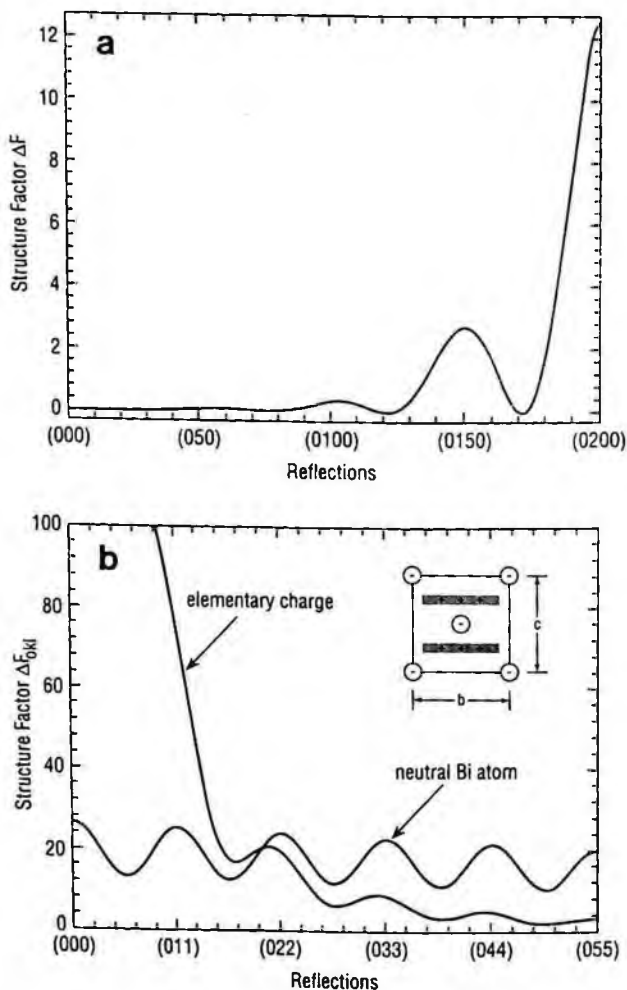 a
Structure Factor ΔF
12
10
8
6
4
2
0
(000) (050) (0100) (0150) (0200)
Reflections
b
Structure Factor ΔF0kl
100
80
60
40
20
0
elementary charge
neutral Bi atom
c
b
(000) (011) (022) (033) (044) (055)
Reflections